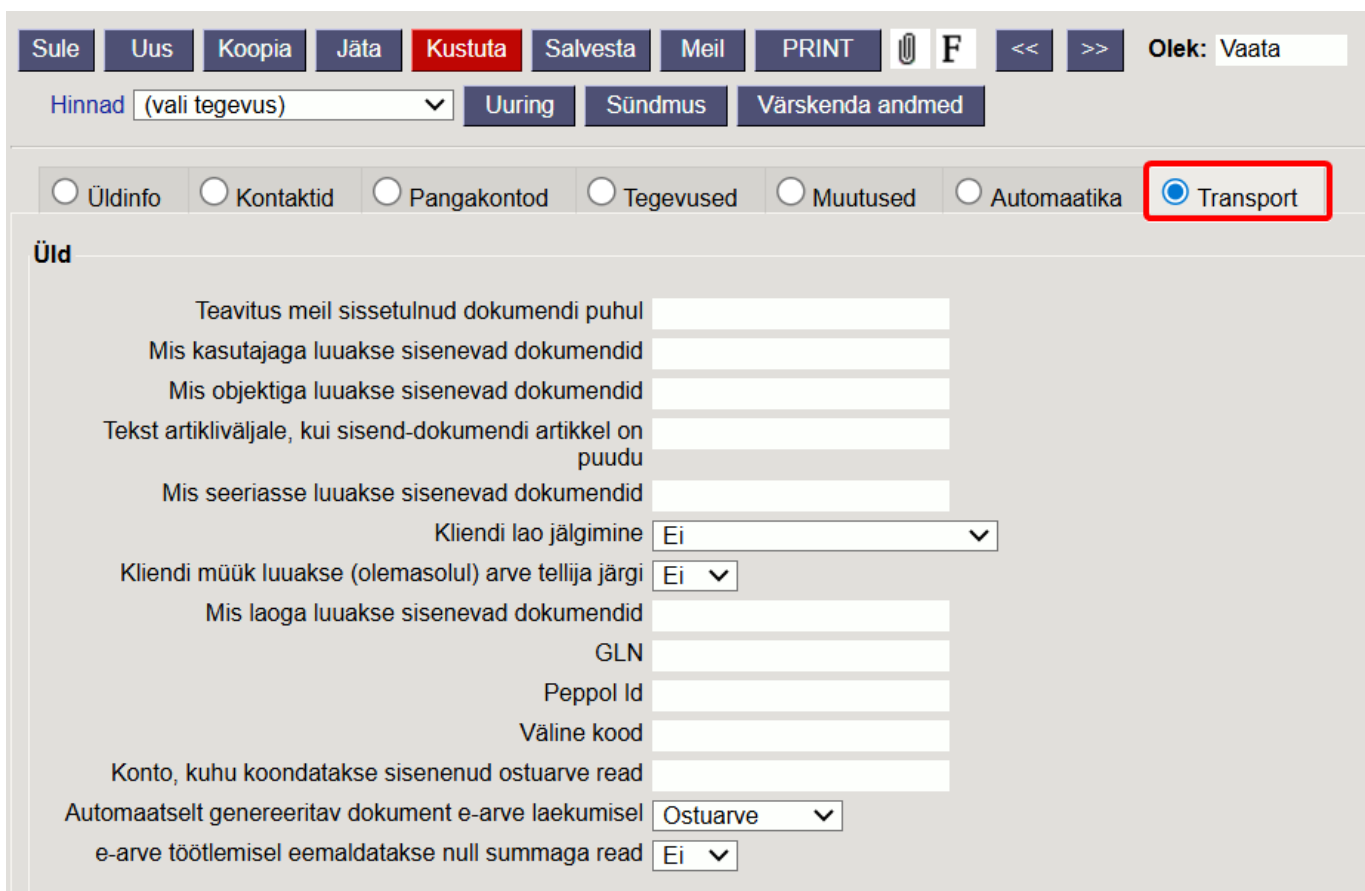 Sule Uus Koopia Jäta Kustuta Salvesta Meil PRINT F << >> Olek: Vaata
Hinnad (vali tegevus) Uuring Sündmus Värskenda andmed
Üldinfo Kontaktid Pangakontod Tegevused Muutused Automaatika Transport
Üld
Teavitus meil sissetulnud dokumendi puhul
Mis kasutajaga luuakse sisenevad dokumendid
Mis objektiga luuakse sisenevad dokumendid
Tekst artikliväljale, kui sisend-dokumendi artikkel on
puudu
Mis seeriasse luuakse sisenevad dokumendid
Kliendi lao jälgimine Ei
Kliendi müük luuakse (olemasolul) arve tellija järgi Ei
Mis laoga luuakse sisenevad dokumendid
GLN
Peppol Id
Väline kood
Konto, kuhu koondatakse sisenenud ostuarve read
Automaatselt genereeritav dokument e-arve laekumisel Ostuarve
e-arve töötlemisel eemaldatakse null summaga read Ei